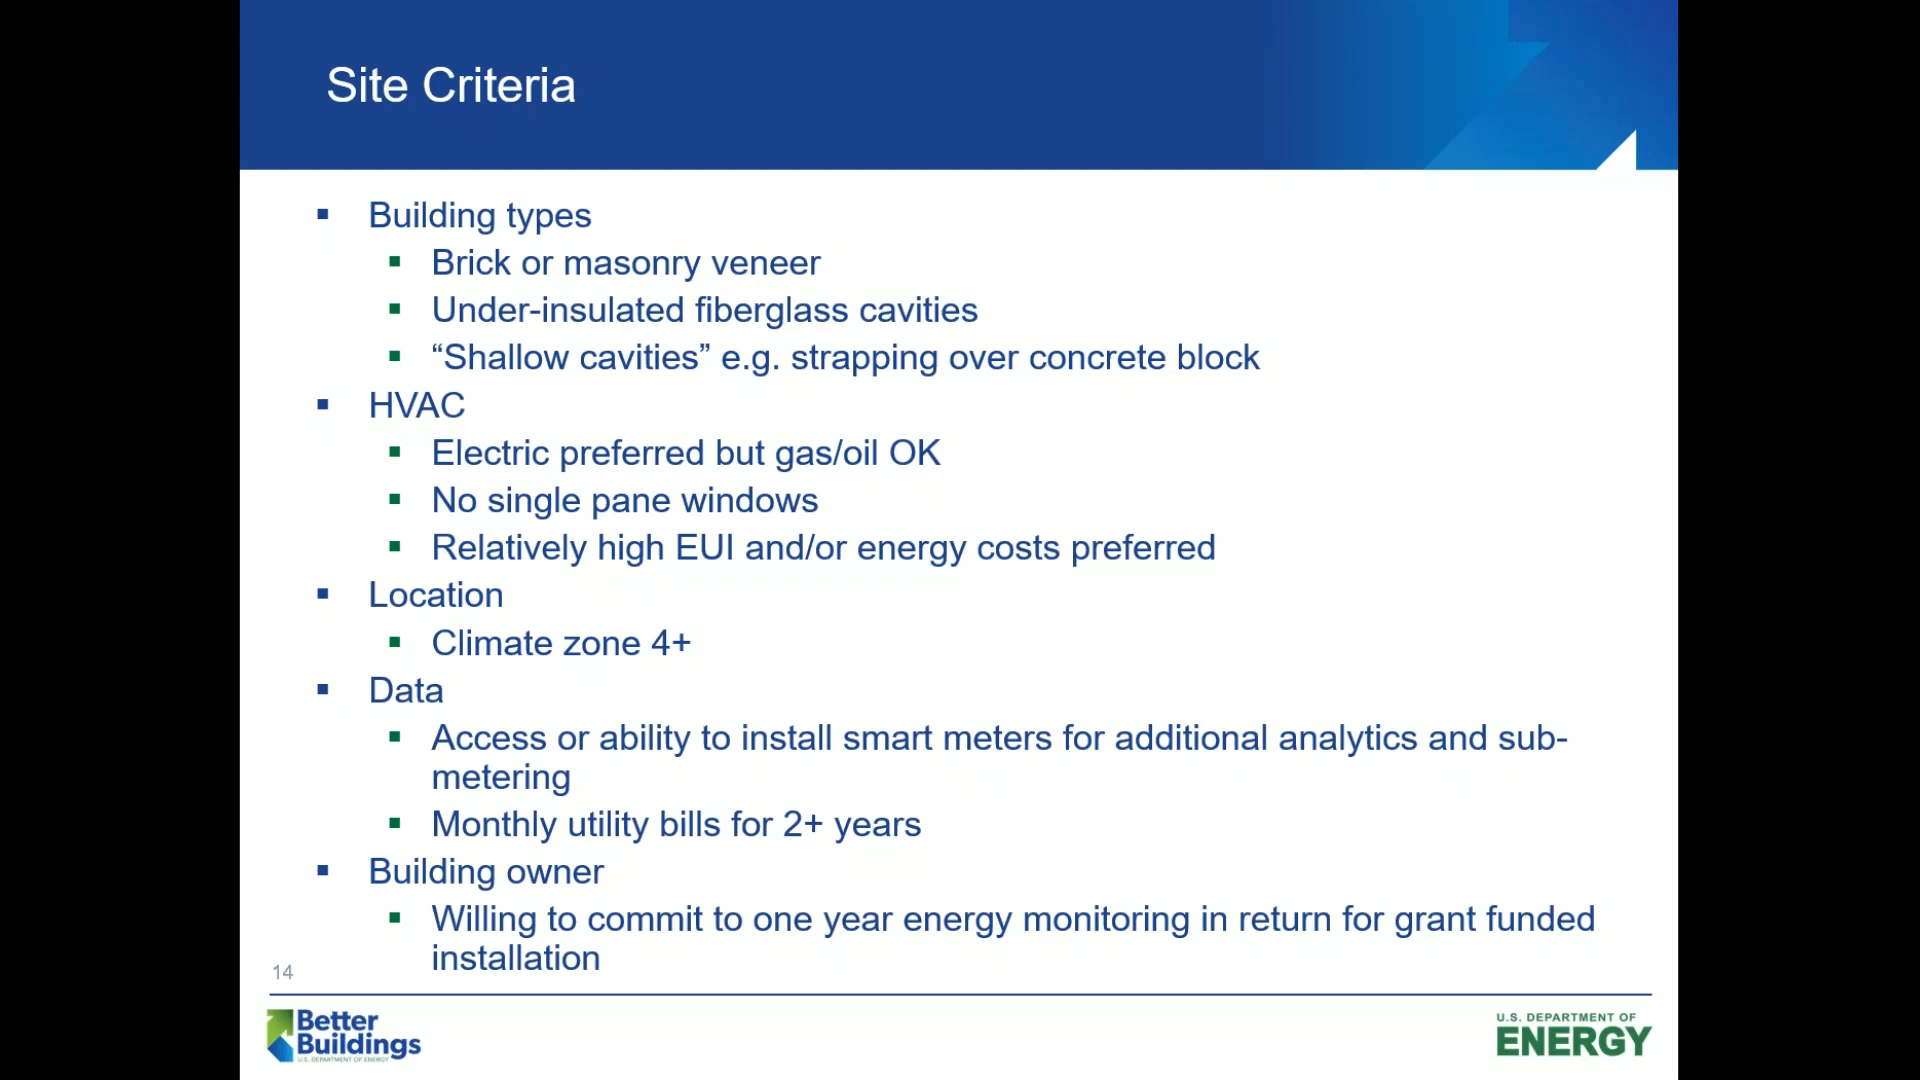 Site Criteria
Building types
Brick or masonry veneer
Under-insulated fiberglass cavities
“Shallow cavities” e.g. strapping over concrete block
HVAC
Electric preferred but gas/oil OK
No single pane windows
Relatively high EUI and/or energy costs preferred
Location
Climate zone 4+
Data
Access or ability to install smart meters for additional analytics and sub-
metering
Monthly utility bills for 2+ years
Building owner
Willing to commit to one year energy monitoring in return for grant funded
installation
14
Better
Buildings
U.S. DEPARTMENT OF ENERGY
U.S. DEPARTMENT OF
ENERGY